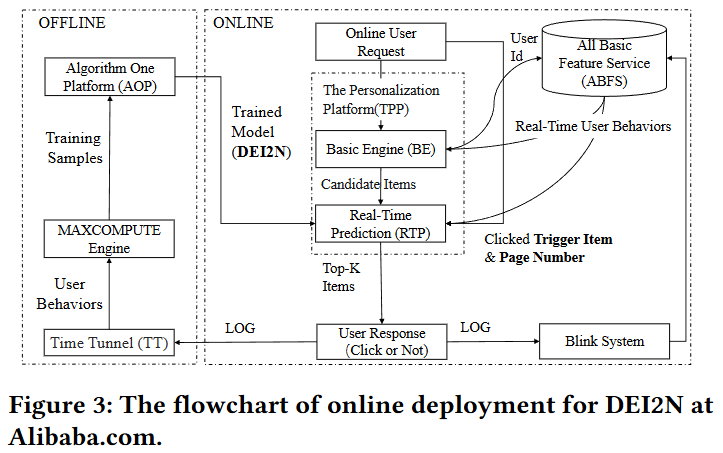 OFFLINE
ONLINE
Algorithm One
Platform (AOP)
Training
Samples
MAXCOMPUTE
Engine
User
Behaviors
Time Tunnel (TT)
Trained
Model
(DEI2N)
Online User
Request
The Personalization
Platform(TPP)
Basic Engine (BE)
Candidate Items
Real-Time
Prediction (RTP)
Top-K
Items
User Response
(Click or Not)
LOG
LOG
User
Id
All Basic
Feature Service
(ABFS)
Real-Time User Behaviors
Clicked Trigger Item
& Page Number
Blink System
Figure 3: The flowchart of online deployment for DEI2N at
Alibaba.com.